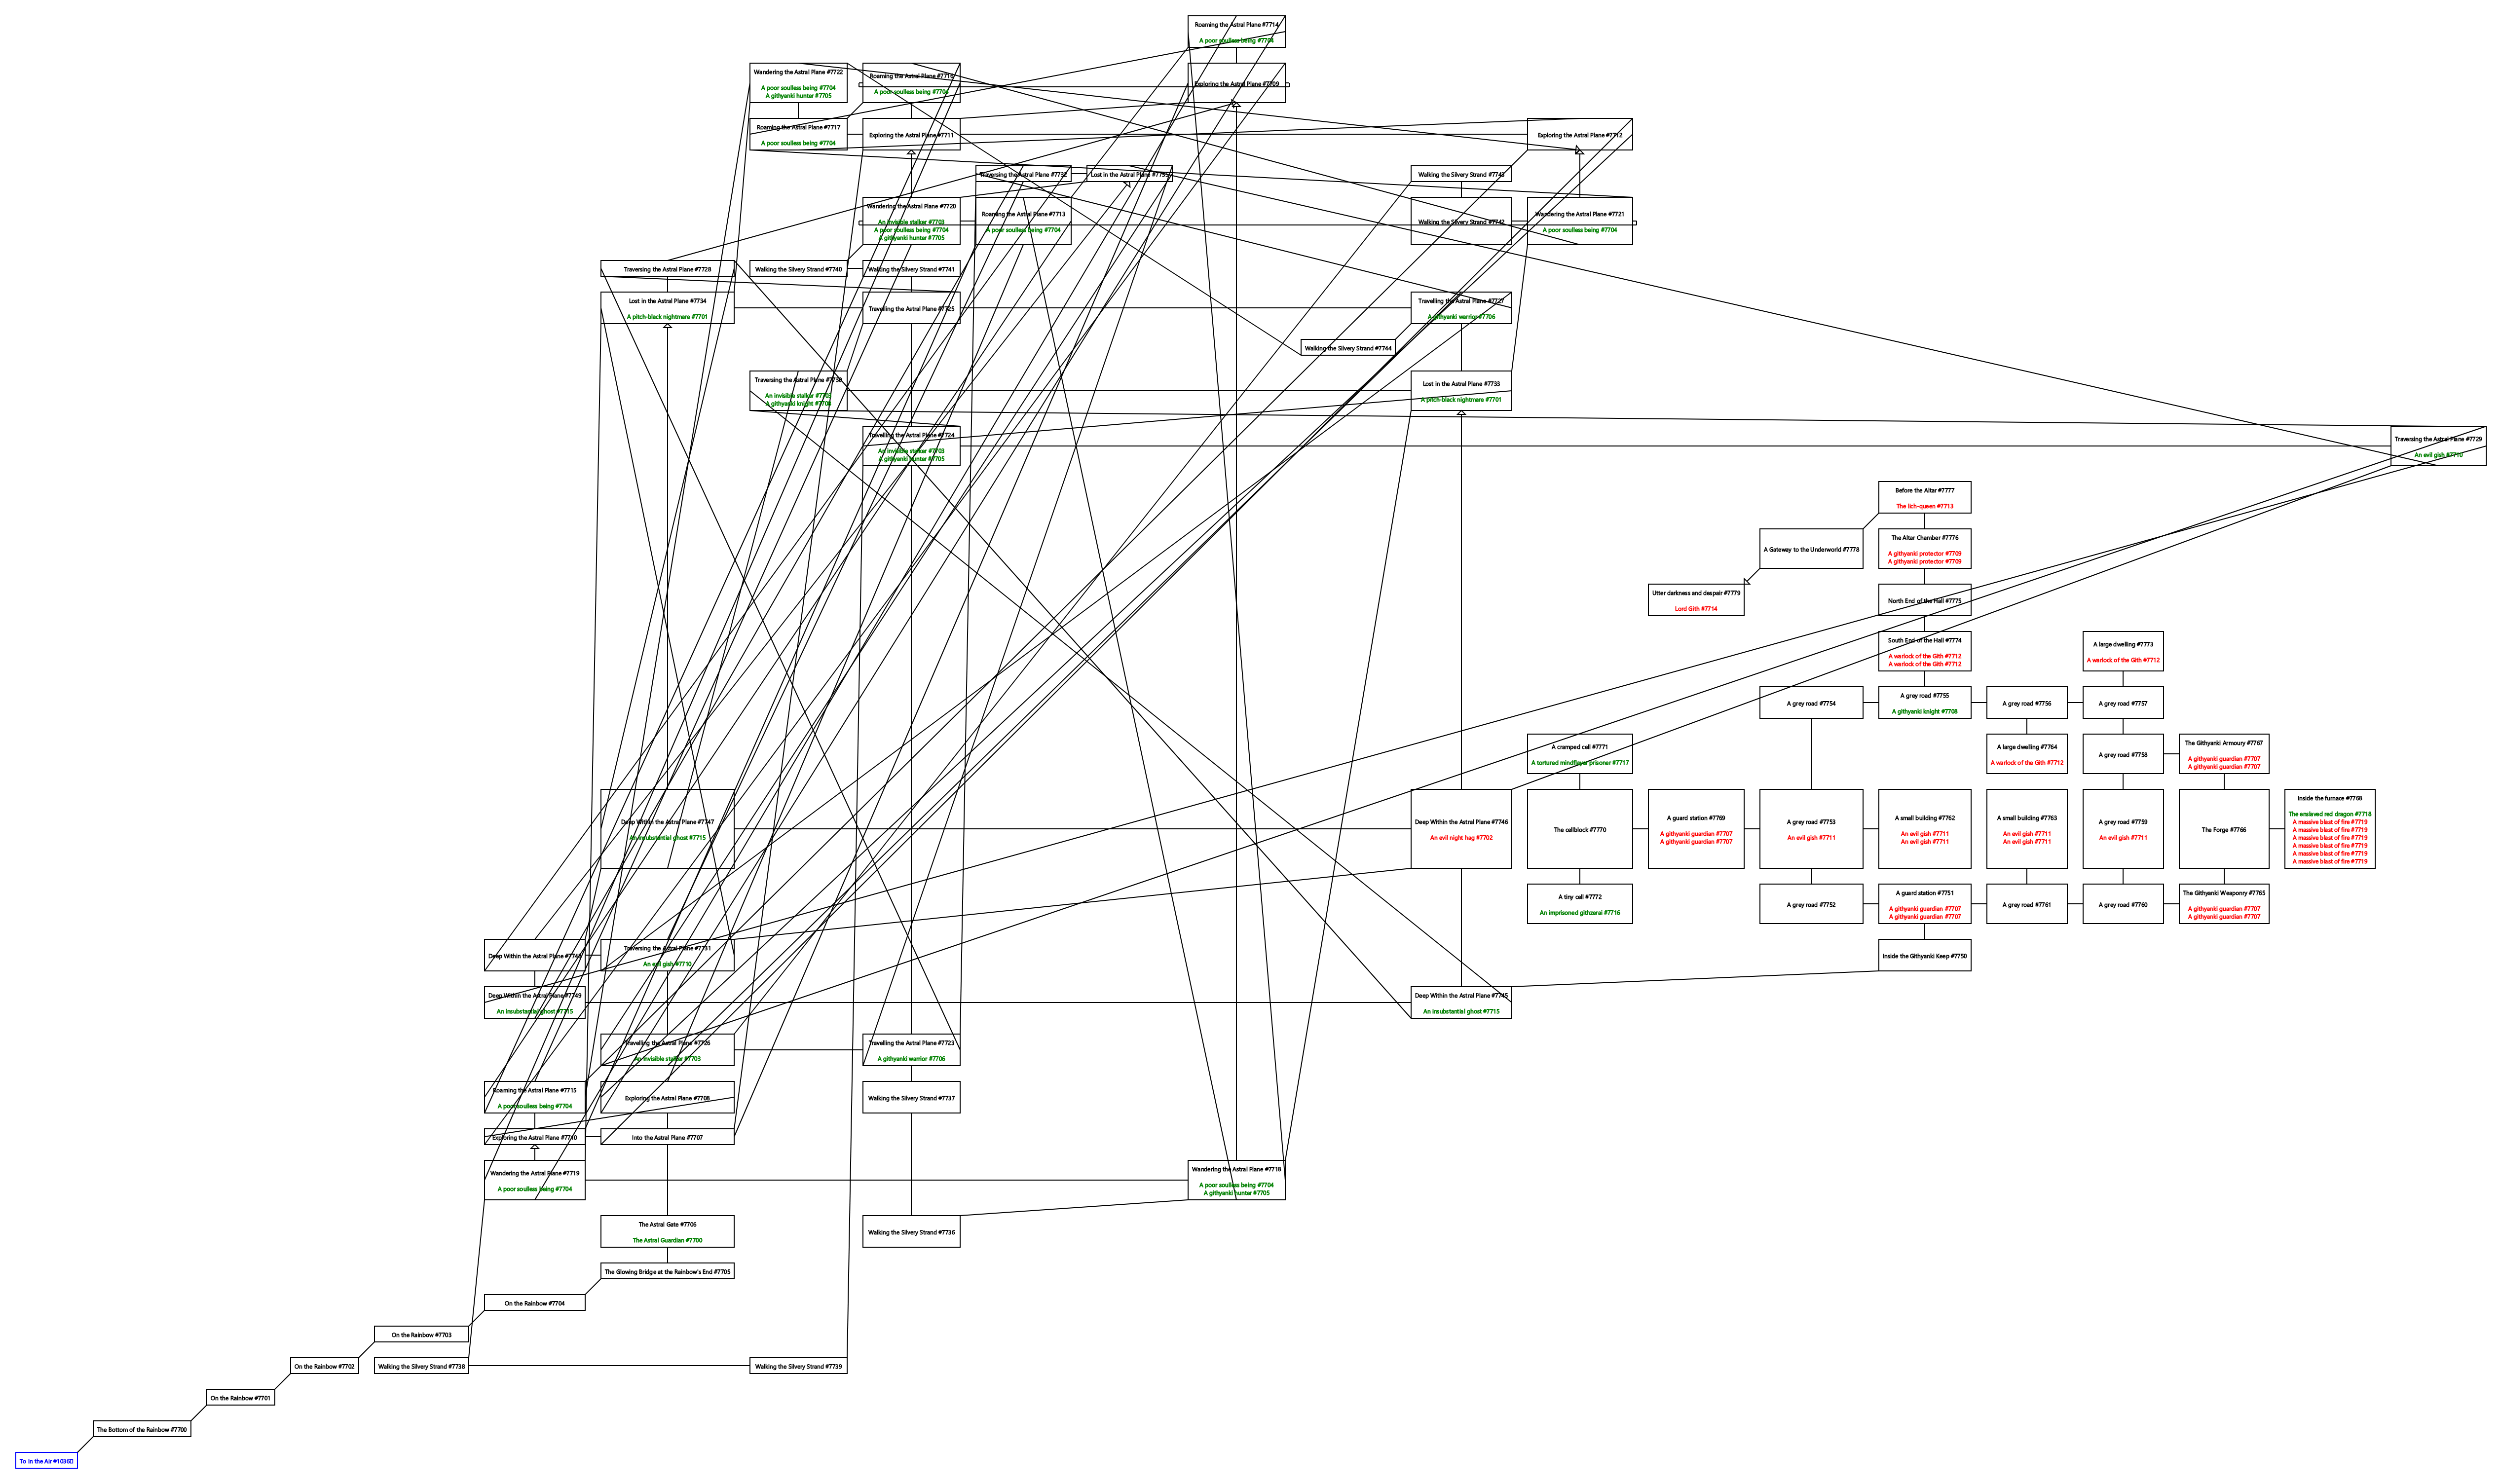 Roaming the Astral Plane #7714
A poor soulless being #7704
Wandering the Astral Plane #7722
A poor soulless being #7704
A githyanki hunter #7705
Roaming the Astral Plane #7716
A poor soulless being #7704
Exploring the Astral Plane #7709
Roaming the Astral Plane #7717
A poor soulless being #7704
Exploring the Astral Plane #7711
Exploring the Astral Plane #7712
Traversing the Astral Plane #7732
Lost in the Astral Plane #7735
Walking the Silvery Strand #7743
Wandering the Astral Plane #7720
An invisible stalker #7703
A poor soulless being #7704
A githyanki hunter #7705
Roaming the Astral Plane #7713
A poor soulless being #7704
Walking the Silvery Strand #7742
Wandering the Astral Plane #7721
A poor soulless being #7704
Traversing the Astral Plane #7728
Walking the Silvery Strand #7740
Walking the Silvery Strand #7741
Lost in the Astral Plane #7734
A pitch-black nightmare #7701
Travelling the Astral Plane #7725
Travelling the Astral Plane #7727
A githyanki warrior #7706
Walking the Silvery Strand #7744
Traversing the Astral Plane #7730
An invisible stalker #7703
A githyanki knight #7708
Lost in the Astral Plane #7733
A pitch-black nightmare #7701
Travelling the Astral Plane #7724
An invisible stalker #7703
A githyanki hunter #7705
Traversing the Astral Plane #7729
An evil gish #7710
Before the Altar #7777
The lich-queen #7713
A Gateway to the Underworld #7778
The Altar Chamber #7776
A githyanki protector #7709
A githyanki protector #7709
Utter darkness and despair #7779
Lord Gith #7714
North End of the Hall #7775
South End of the Hall #7774
A warlock of the Gith #7712
A warlock of the Gith #7712
A large dwelling #7773
A warlock of the Gith #7712
A grey road #7754
A grey road #7755
A githyanki knight #7708
A grey road #7756
A grey road #7757
A cramped cell #7771
A tortured mindflayer prisoner #7717
A large dwelling #7764
A warlock of the Gith #7712
A grey road #7758
The Githyanki Armoury #7767
A githyanki guardian #7707
A githyanki guardian #7707
Deep Within the Astral Plane #7747
An insubstantial ghost #7715
Deep Within the Astral Plane #7746
An evil night hag #7702
The cellblock #7770
A guard station #7769
A githyanki guardian #7707
A githyanki guardian #7707
A grey road #7753
An evil gish #7711
A small building #7762
An evil gish #7711
An evil gish #7711
A small building #7763
An evil gish #7711
An evil gish #7711
A grey road #7759
An evil gish #7711
The Forge #7766
Inside the furnace #7768
The enslaved red dragon #7718
A massive blast of fire #7719
A massive blast of fire #7719
A massive blast of fire #7719
A massive blast of fire #7719
A massive blast of fire #7719
A massive blast of fire #7719
A tiny cell #7772
An imprisoned githzerai #7716
A grey road #7752
A guard station #7751
A githyanki guardian #7707
A githyanki guardian #7707
A grey road #7761
A grey road #7760
The Githyanki Weaponry #7765
A githyanki guardian #7707
A githyanki guardian #7707
Deep Within the Astral Plane #7748
Traversing the Astral Plane #7731
An evil gish #7710
Inside the Githyanki Keep #7750
Deep Within the Astral Plane #7749
An insubstantial ghost #7715
Deep Within the Astral Plane #7745
An insubstantial ghost #7715
Travelling the Astral Plane #7726
An invisible stalker #7703
Travelling the Astral Plane #7723
A githyanki warrior #7706
Roaming the Astral Plane #7715
A poor soulless being #7704
Exploring the Astral Plane #7708
Walking the Silvery Strand #7737
Exploring the Astral Plane #7710
Into the Astral Plane #7707
Wandering the Astral Plane #7719
A poor soulless being #7704
Wandering the Astral Plane #7718
A poor soulless being #7704
A githyanki hunter #7705
The Astral Gate #7706
The Astral Guardian #7700
Walking the Silvery Strand #7736
The Glowing Bridge at the Rainbow's End #7705
On the Rainbow #7704
On the Rainbow #7703
On the Rainbow #7702
Walking the Silvery Strand #7738
Walking the Silvery Strand #7739
On the Rainbow #7701
The Bottom of the Rainbow #7700
To In the Air #1036